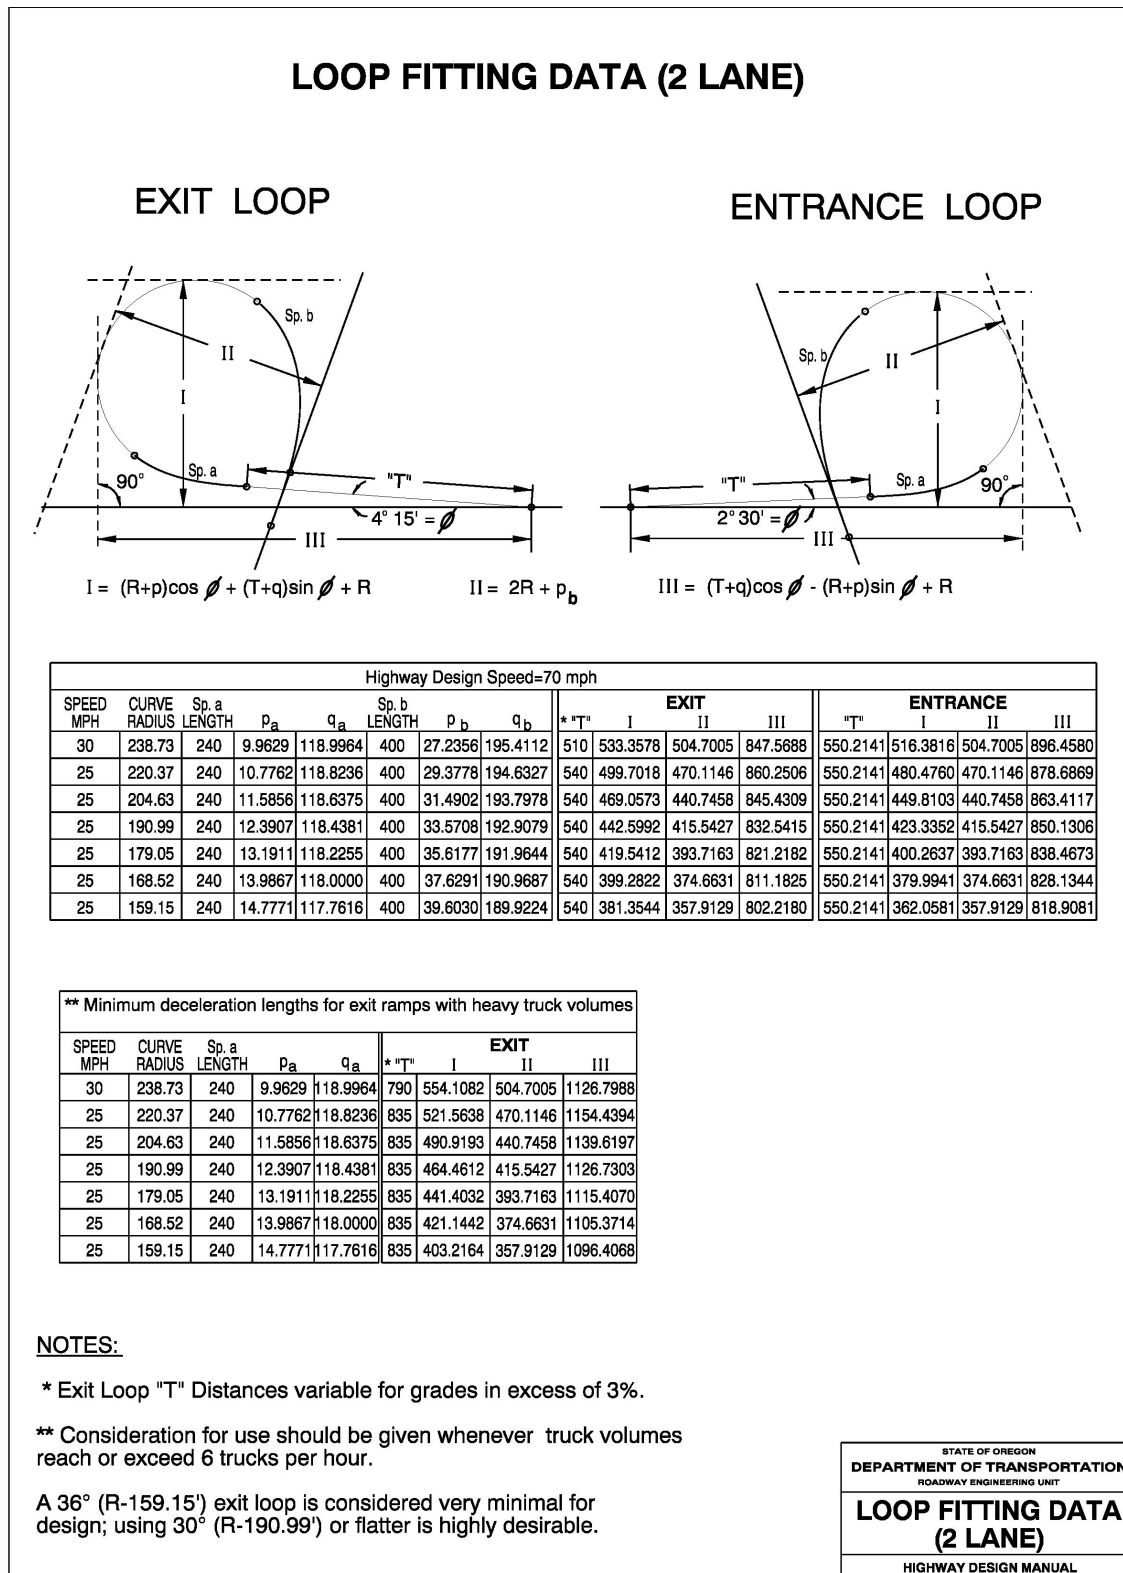 LOOP FITTING DATA (2 LANE)
EXIT LOOP
ENTRANCE LOOP
Sp. b
II
I
Sp. a
90°
"T"
4° 15' = ø
III
Sp. b
II
I
"T"
Sp. a
90°
2° 30' = ø
III
I = (R+p)cos ø + (T+q)sin ø + R
II = 2R + pb
III = (T+q)cos ø - (R+p)sin ø + R
Highway Design Speed=70 mph
EXIT ENTRANCE
SPEED MPH CURVE RADIUS Sp. a LENGTH pa qa Sp. b LENGTH pb qb * "T" I II III "T" I II III
30 238.73 240 9.9629 118.9964 400 27.2356 195.4112 510 533.3578 504.7005 847.5688 550.2141 516.3816 504.7005 896.4580
25 220.37 240 10.7762 118.8236 400 29.3778 194.6327 540 499.7018 470.1146 860.2506 550.2141 480.4760 470.1146 878.6869
25 204.63 240 11.5856 118.6375 400 31.4902 193.7978 540 469.0573 440.7458 845.4309 550.2141 449.8103 440.7458 863.4117
25 190.99 240 12.3907 118.4381 400 33.5708 192.9079 540 442.5992 415.5427 832.5415 550.2141 423.3352 415.5427 850.1306
25 179.05 240 13.1911 118.2255 400 35.6177 191.9644 540 419.5412 393.7163 821.2182 550.2141 400.2637 393.7163 838.4673
25 168.52 240 13.9867 118.0000 400 37.6291 190.9687 540 399.2822 374.6631 811.1825 550.2141 379.9941 374.6631 828.1344
25 159.15 240 14.7771 117.7616 400 39.6030 189.9224 540 381.3544 357.9129 802.2180 550.2141 362.0581 357.9129 818.9081
** Minimum deceleration lengths for exit ramps with heavy truck volumes
EXIT
SPEED MPH CURVE RADIUS Sp. a LENGTH pa qa * "T" I II III
30 238.73 240 9.9629 118.9964 790 554.1082 504.7005 1126.7988
25 220.37 240 10.7762 118.8236 835 521.5638 470.1146 1154.4394
25 204.63 240 11.5856 118.6375 835 490.9193 440.7458 1139.6197
25 190.99 240 12.3907 118.4381 835 464.4612 415.5427 1126.7303
25 179.05 240 13.1911 118.2255 835 441.4032 393.7163 1115.4070
25 168.52 240 13.9867 118.0000 835 421.1442 374.6631 1105.3714
25 159.15 240 14.7771 117.7616 835 403.2164 357.9129 1096.4068
NOTES:
* Exit Loop "T" Distances variable for grades in excess of 3%.
** Consideration for use should be given whenever truck volumes
reach or exceed 6 trucks per hour.
A 36° (R-159.15') exit loop is considered very minimal for
design; using 30° (R-190.99') or flatter is highly desirable.
STATE OF OREGON
DEPARTMENT OF TRANSPORTATION
ROADWAY ENGINEERING UNIT
LOOP FITTING DATA
(2 LANE)
HIGHWAY DESIGN MANUAL